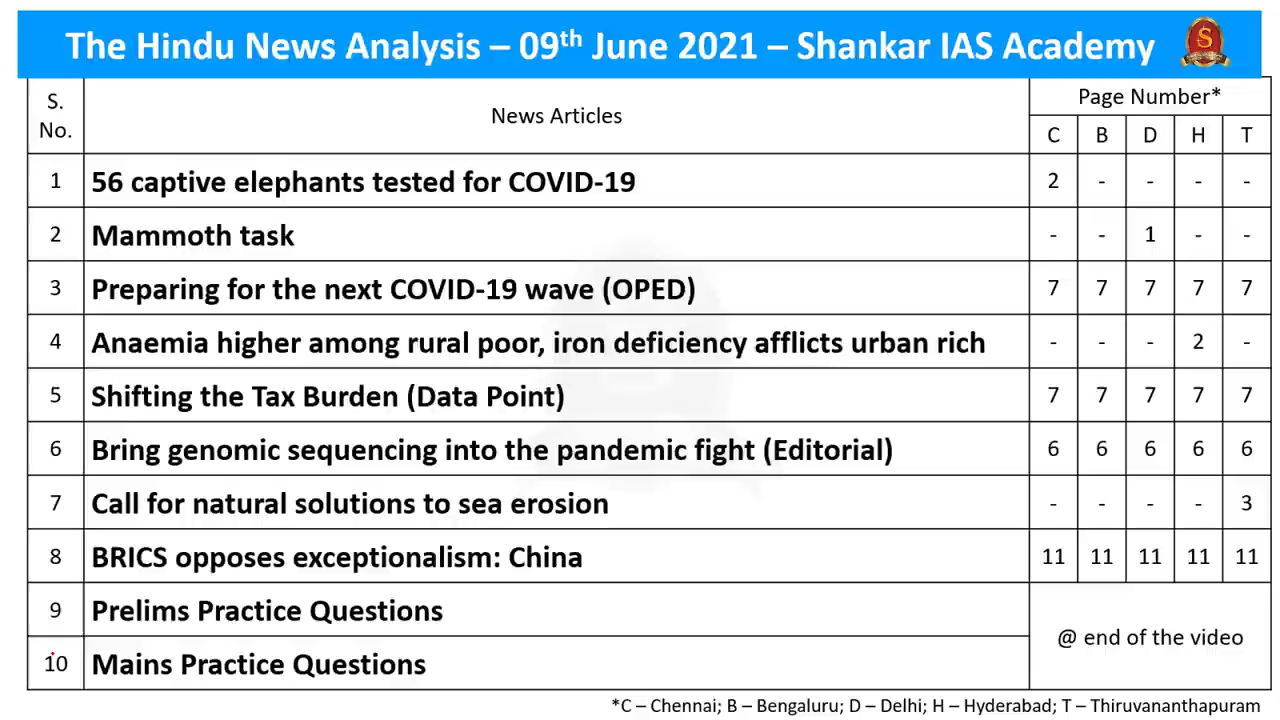 The Hindu News Analysis – 09th June 2021 – Shankar IAS Academy
S. No. News Articles Page Number*
C B D H T
1 56 captive elephants tested for COVID-19 2 - - - -
2 Mammoth task - - 1 - -
3 Preparing for the next COVID-19 wave (OPED) 7 7 7 7 7
4 Anaemia higher among rural poor, iron deficiency afflicts urban rich - - - 2 -
5 Shifting the Tax Burden (Data Point) 7 7 7 7 7
6 Bring genomic sequencing into the pandemic fight (Editorial) 6 6 6 6 6
7 Call for natural solutions to sea erosion - - - - 3
8 BRICS opposes exceptionalism: China 11 11 11 11 11
9 Prelims Practice Questions
@ end of the video
10 Mains Practice Questions
*C – Chennai; B – Bengaluru; D – Delhi; H – Hyderabad; T – Thiruvananthapuram